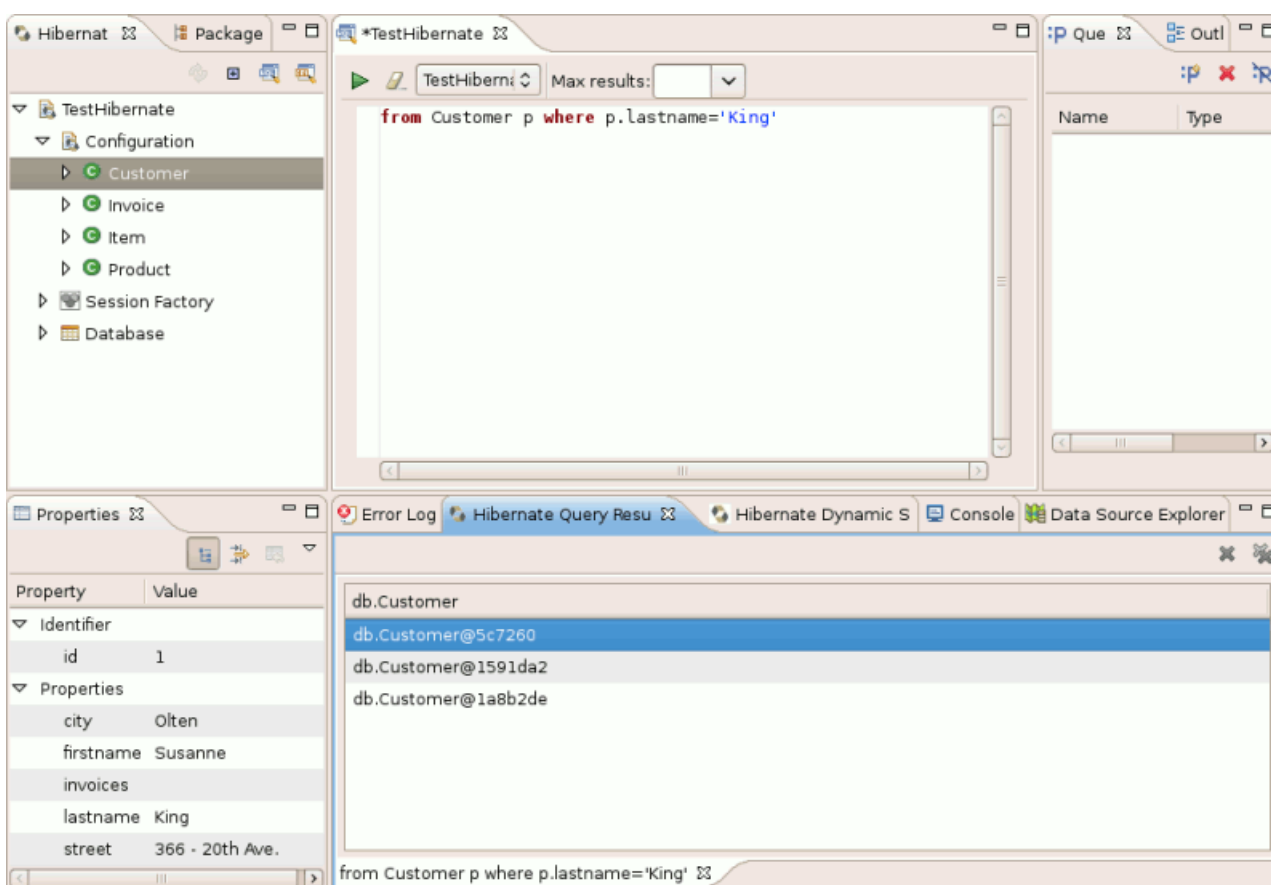 Hibernat
Package
TestHibernate
Configuration
Customer
Invoice
Item
Product
Session Factory
Database
*TestHibernate
TestHiberna Max results:
from Customer p where p.lastname='King'
Que
Outl
Name Type
Properties
Property Value
Identifier
id 1
Properties
city Olten
firstname Susanne
invoices
lastname King
street 366 - 20th Ave.
Error Log
Hibernate Query Resu
Hibernate Dynamic S
Console
Data Source Explorer
db.Customer
db.Customer@5c7260
db.Customer@1591da2
db.Customer@1a8b2de
from Customer p where p.lastname='King'